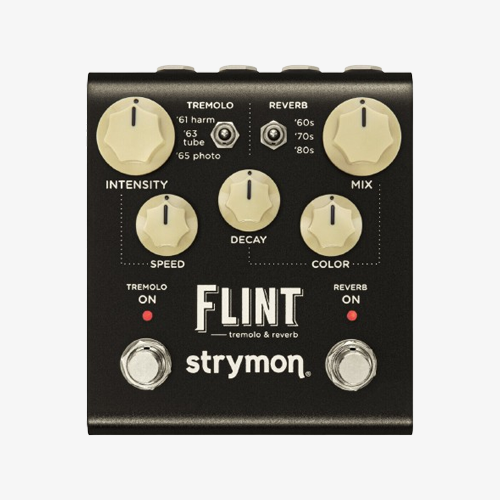 TREMOLO
'61 harm
'63
tube
'65 photo
REVERB
'60s
'70s
'80s
INTENSITY
MIX
DECAY
SPEED
COLOR
TREMOLO
ON
REVERB
ON
FLINT
tremolo & reverb
strymon®